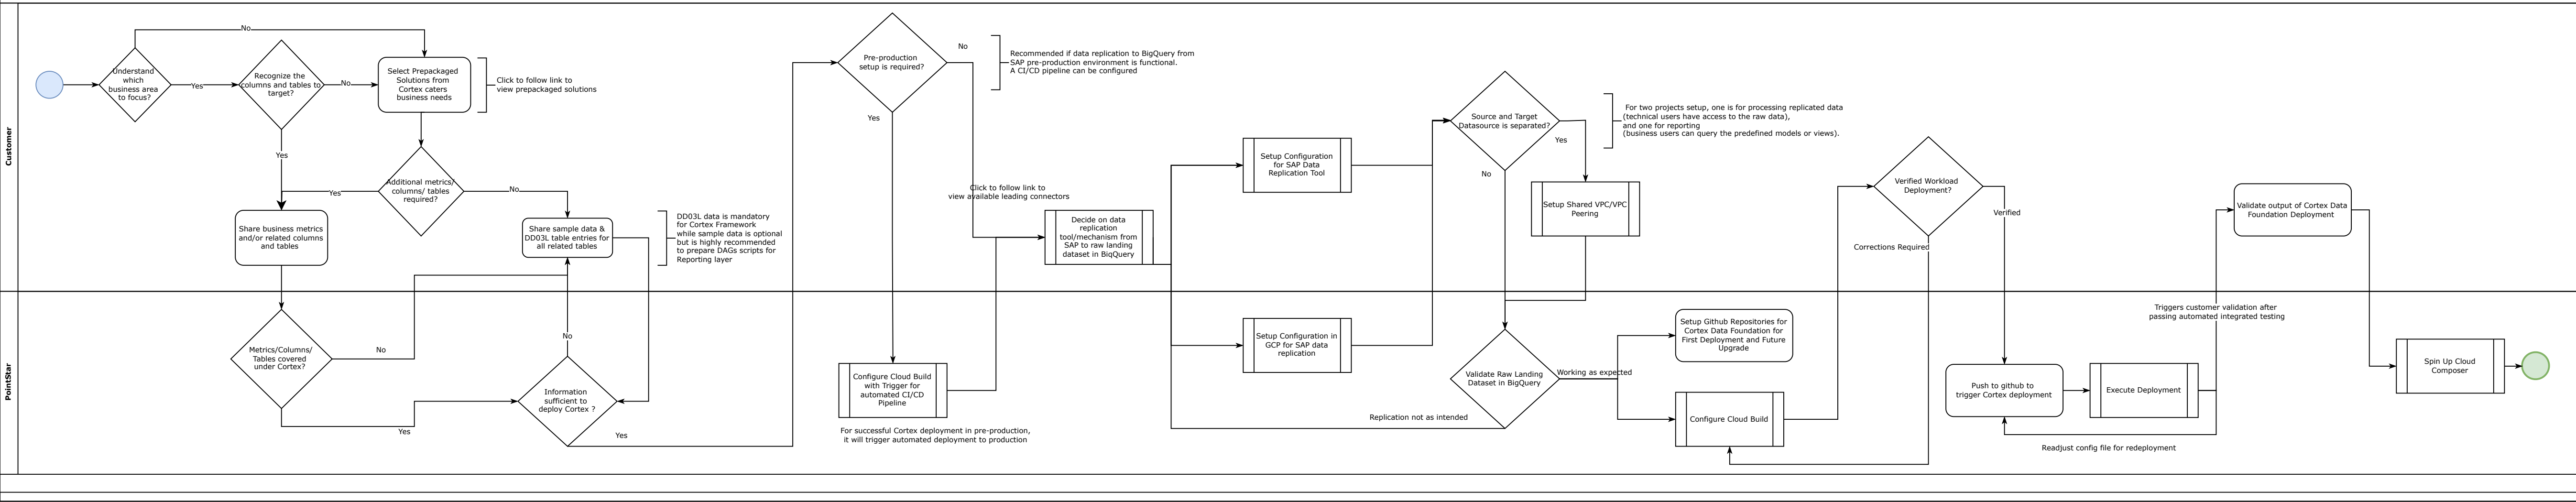 Customer
No
Understand
which
business area
to focus?
Yes
Recognize the
columns and tables to
target?
No
Select Prepackaged
Solutions from
Cortex caters
business needs
Click to follow link to
view prepackaged solutions
Yes
Additional metrics/
columns/ tables
required?
Yes
No
Share business metrics
and/or related columns
and tables
Share sample data &
DD03L table entries for
all related tables
DD03L data is mandatory
for Cortex Framework
while sample data is optional
but is highly recommended
to prepare DAGs scripts for
Reporting layer
Pre-production
setup is required?
No
Yes
Recommended if data replication to BigQuery from
SAP pre-production environment is functional.
A CI/CD pipeline can be configured
Click to follow link to
view available leading connectors
Decide on data
replication
tool/mechanism from
SAP to raw landing
dataset in BigQuery
Setup Configuration
for SAP Data
Replication Tool
Source and Target
Datasource is separated?
Yes
No
For two projects setup, one is for processing replicated data
(technical users have access to the raw data),
and one for reporting
(business users can query the predefined models or views).
Setup Shared VPC/VPC
Peering
Verified Workload
Deployment?
Verified
Corrections Required
Validate output of Cortex Data
Foundation Deployment
PointStar
Metrics/Columns/
Tables covered
under Cortex?
No
Yes
No
Information
sufficient to
deploy Cortex ?
Yes
Configure Cloud Build
with Trigger for
automated CI/CD
Pipeline
For successful Cortex deployment in pre-production,
it will trigger automated deployment to production
Setup Configuration in
GCP for SAP data
replication
Validate Raw Landing
Dataset in BigQuery
Working as expected
Replication not as intended
Setup Github Repositories for
Cortex Data Foundation for
First Deployment and Future
Upgrade
Configure Cloud Build
Push to github to
trigger Cortex deployment
Execute Deployment
Triggers customer validation after
passing automated integrated testing
Readjust config file for redeployment
Spin Up Cloud
Composer